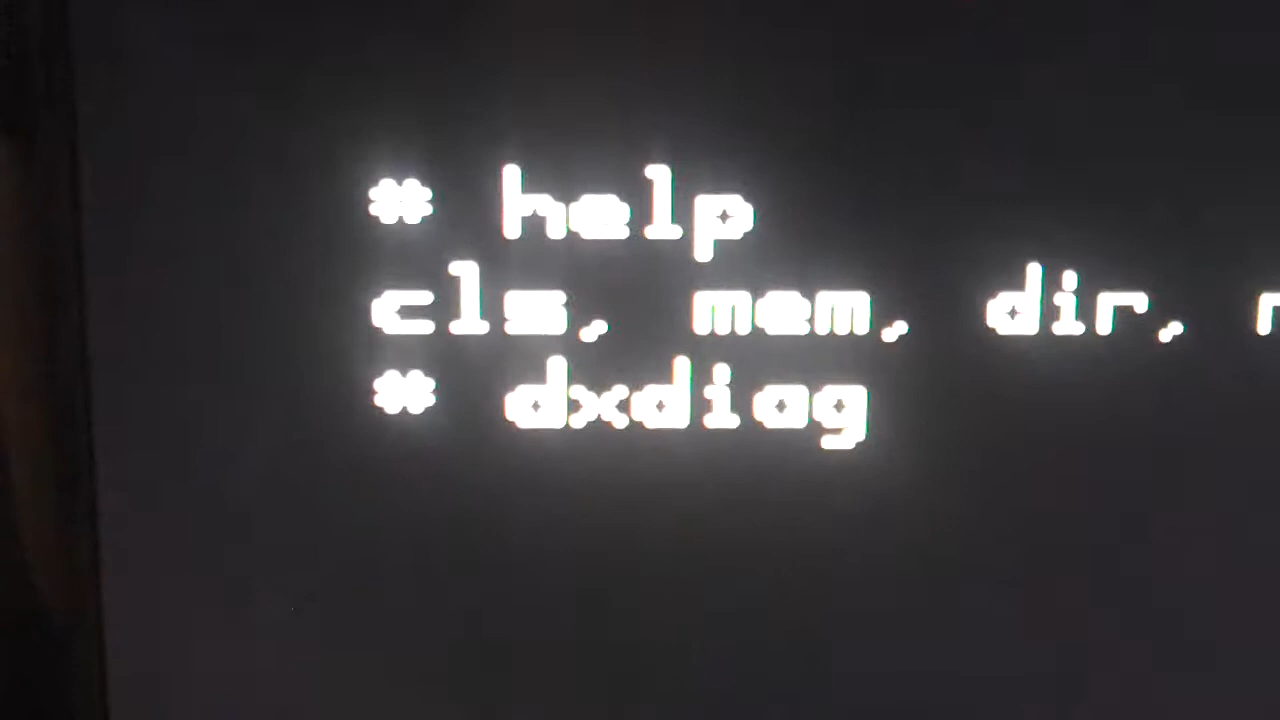 * help
cls, mem, dir,
* dxdiag